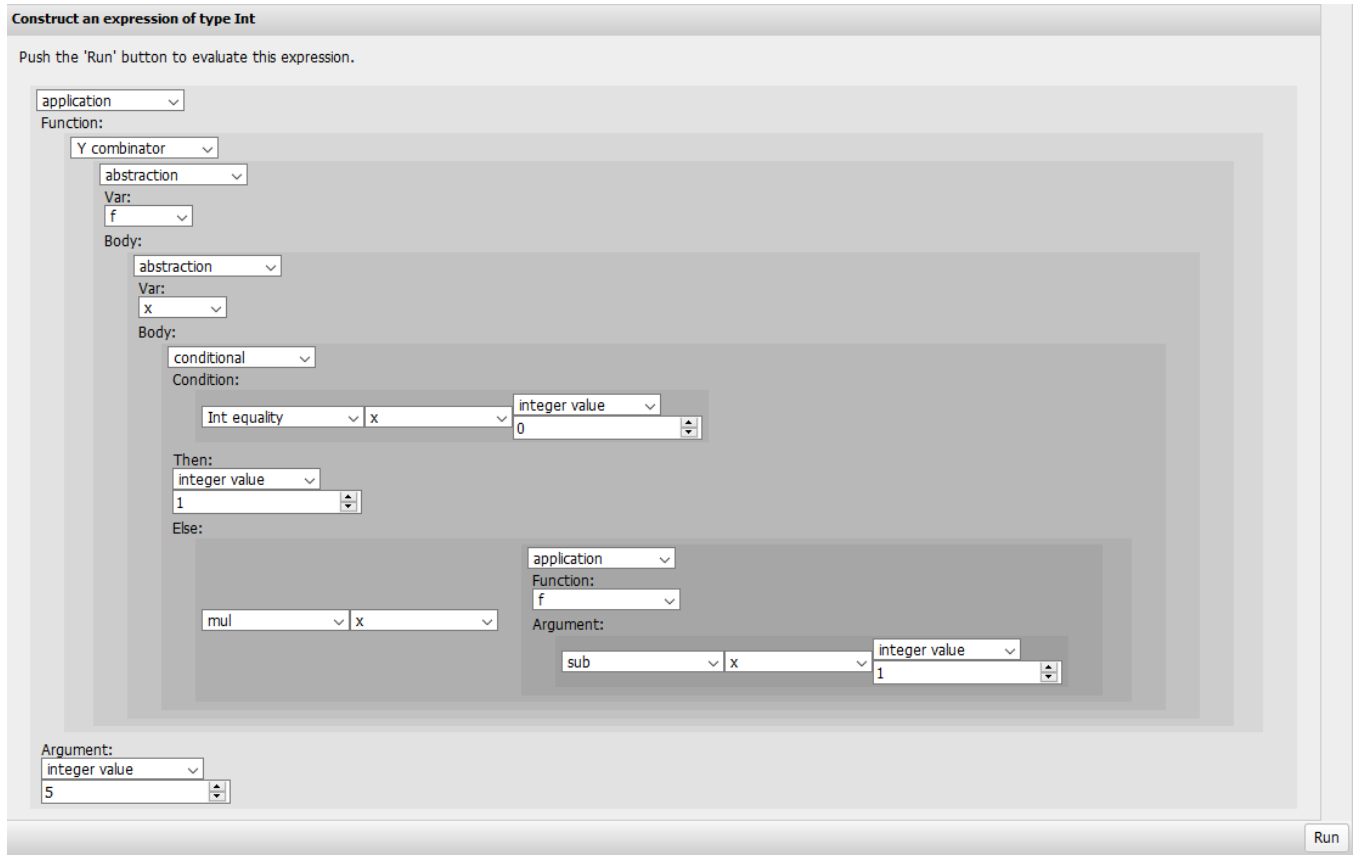 Construct an expression of type Int
Push the 'Run' button to evaluate this expression.
application
Function:
Y combinator
abstraction
Var:
f
Body:
abstraction
Var:
x
Body:
conditional
Condition:
Int equality x integer value
0
Then:
integer value
1
Else:
mul x application
Function:
f
Argument:
sub x integer value
1
Argument:
integer value
5
Run